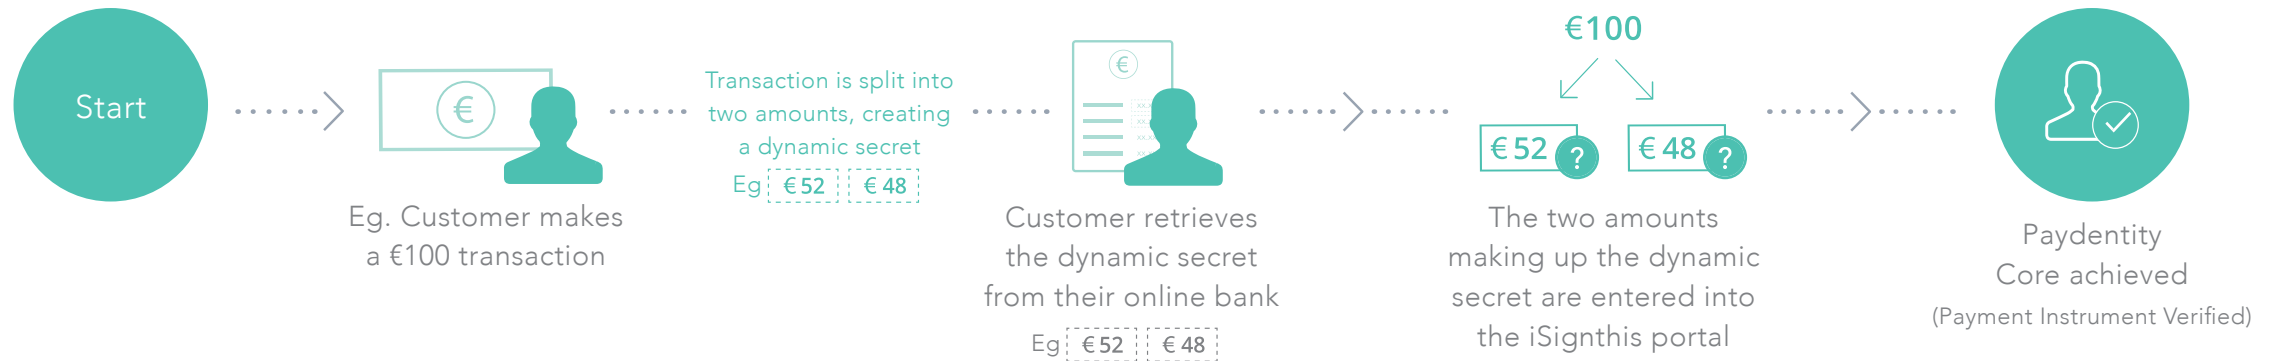 Start
€
Eg. Customer makes
a €100 transaction
Transaction is split into
two amounts, creating
a dynamic secret
Eg € 52 € 48
€
Customer retrieves
the dynamic secret
from their online bank
Eg € 52 € 48
€100
€ 52 ? € 48 ?
The two amounts
making up the dynamic
secret are entered into
the iSignthis portal
Paydentity
Core achieved
(Payment Instrument Verified)